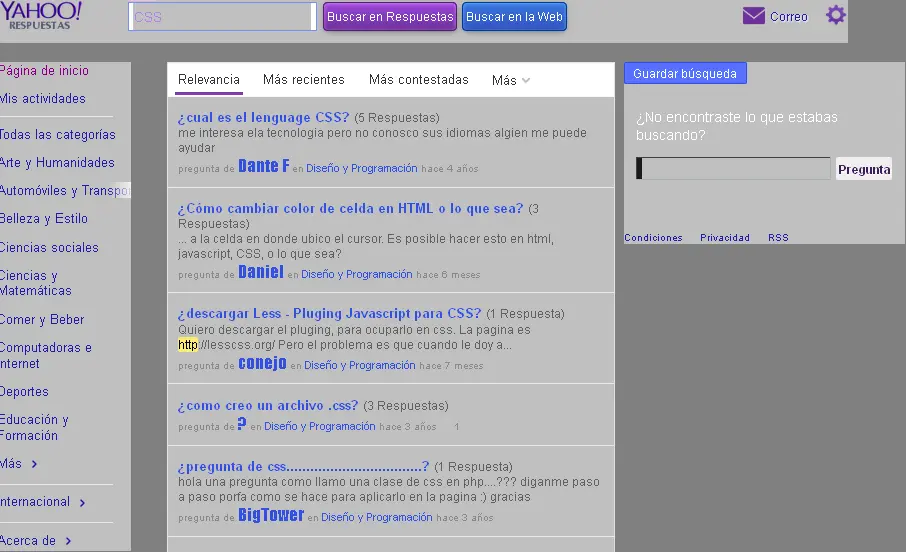 YAHOO!
RESPUESTAS
CSS
Buscar en Respuestas
Buscar en la Web
Correo
Página de inicio
Mis actividades
Todas las categorías
Arte y Humanidades
Automóviles y Transpo
Belleza y Estilo
Ciencias sociales
Ciencias y
Matemáticas
Comer y Beber
Computadoras e
nternet
Deportes
Educación y
Formación
Más
nternacional
Acerca de
Relevancia
Más recientes
Más contestadas
Más
¿cual es el lenguage CSS? (5 Respuestas)
me interesa ela tecnologia pero no conosco sus idiomas algien me puede
ayudar
pregunta de Dante F en Diseño y Programación hace 4 años
¿Cómo cambiar color de celda en HTML o lo que sea? (3
Respuestas)
... a la celda en donde ubico el cursor. Es posible hacer esto en html,
javascript, CSS, o lo que sea?
pregunta de Daniel en Diseño y Programación hace 6 meses
¿descargar Less - Pluging Javascript para CSS? (1 Respuesta)
Quiero descargar el pluging, para ocuparlo en css. La pagina es
http://lesscss.org/ Pero el problema es que cuando le doy a...
pregunta de conejo en Diseño y Programación hace 7 meses
¿como creo un archivo .css? (3 Respuestas)
pregunta de ? en Diseño y Programación hace 3 años 1
¿pregunta de css..................................? (1 Respuesta)
hola una pregunta como llamo una clase de css en php....??? diganme paso
a paso porfa como se hace para aplicarlo en la pagina :) gracias
pregunta de BigTower en Diseño y Programación hace 3 años
Guardar búsqueda
¿No encontraste lo que estabas
buscando?
Pregunta
Condiciones
Privacidad
RSS